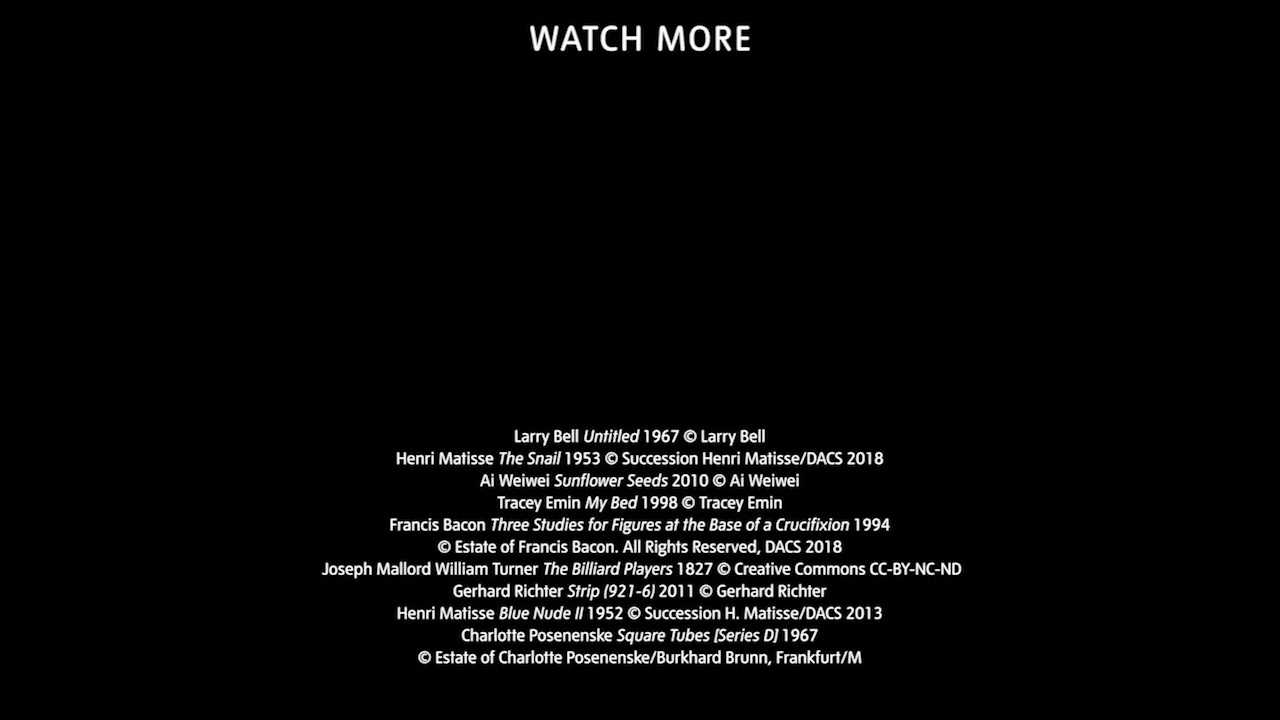 WATCH MORE
Larry Bell Untitled 1967 © Larry Bell
Henri Matisse The Snail 1953 © Succession Henri Matisse/DACS 2018
Ai Weiwei Sunflower Seeds 2010 © Ai Weiwei
Tracey Emin My Bed 1998 © Tracey Emin
Francis Bacon Three Studies for Figures at the Base of a Crucifixion 1994
© Estate of Francis Bacon. All Rights Reserved, DACS 2018
Joseph Mallord William Turner The Billiard Players 1827 © Creative Commons CC-BY-NC-ND
Gerhard Richter Strip (921-6) 2011 © Gerhard Richter
Henri Matisse Blue Nude II 1952 © Succession H. Matisse/DACS 2013
Charlotte Posenenske Square Tubes [Series D] 1967
© Estate of Charlotte Posenenske/Burkhard Brunn, Frankfurt/M